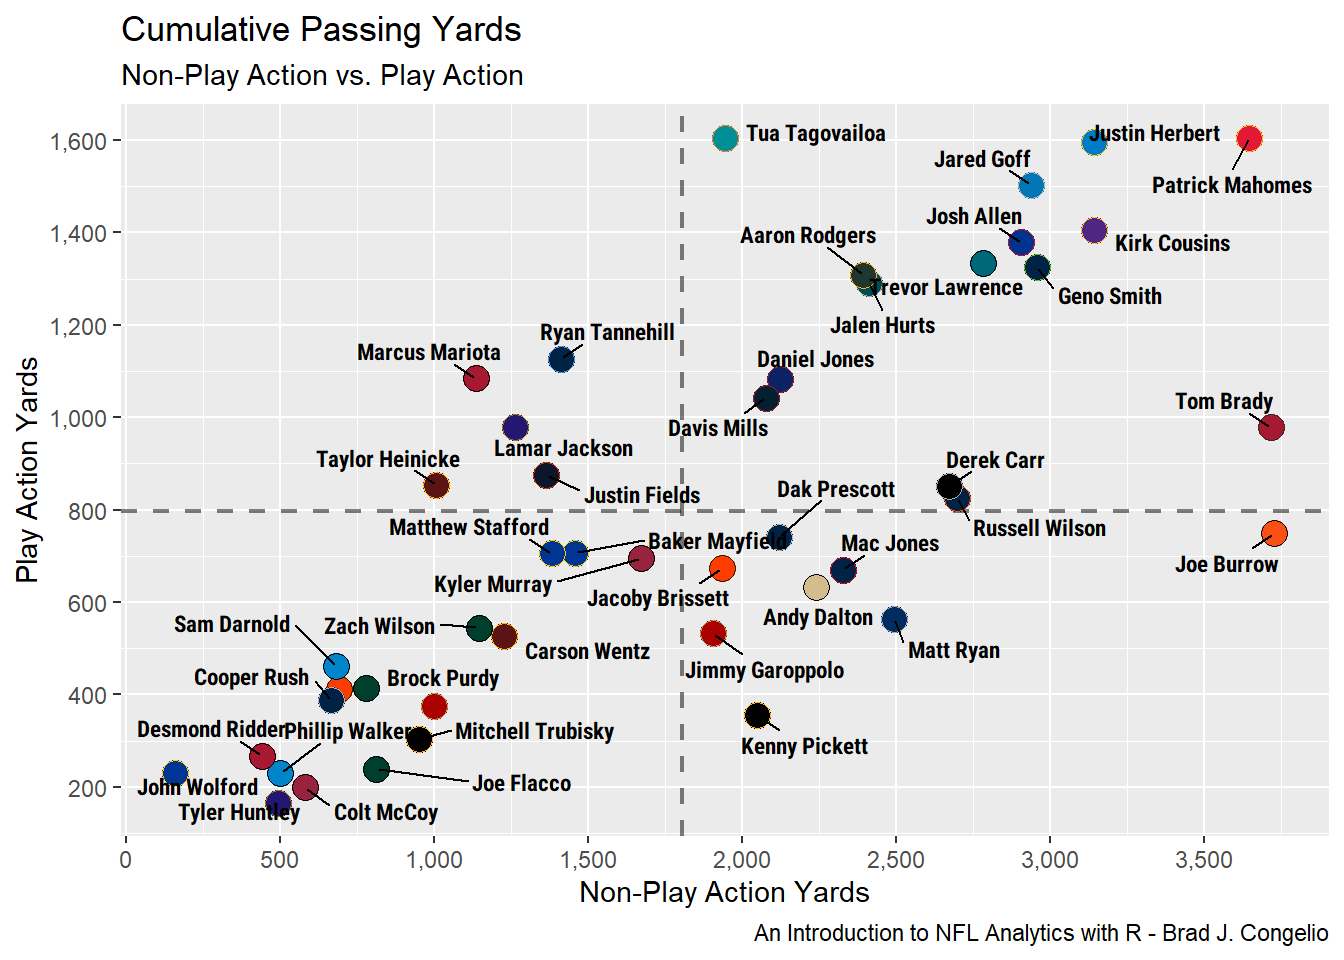 Cumulative Passing Yards
Non-Play Action vs. Play Action
1,600
1,400
1,200
1,000
800
600
400
200
Play Action Yards
Tua Tagovailoa
Justin Herbert
Jared Goff
Patrick Mahomes
Josh Allen
Aaron Rodgers
Kirk Cousins
Trevor Lawrence
Geno Smith
Jalen Hurts
Ryan Tannehill
Marcus Mariota
Daniel Jones
Tom Brady
Davis Mills
Lamar Jackson
Taylor Heinicke
Derek Carr
Justin Fields
Dak Prescott
Matthew Stafford
Russell Wilson
Baker Mayfield
Mac Jones
Joe Burrow
Kyler Murray
Jacoby Brissett
Andy Dalton
Sam Darnold
Zach Wilson
Carson Wentz
Matt Ryan
Jimmy Garoppolo
Cooper Rush
Brock Purdy
Desmond Ridder
Phillip Walker
Mitchell Trubisky
Kenny Pickett
John Wolford
Joe Flacco
Tyler Huntley
Colt McCoy
0
500
1,000
1,500
2,000
2,500
3,000
3,500
Non-Play Action Yards
An Introduction to NFL Analytics with R - Brad J. Congelio